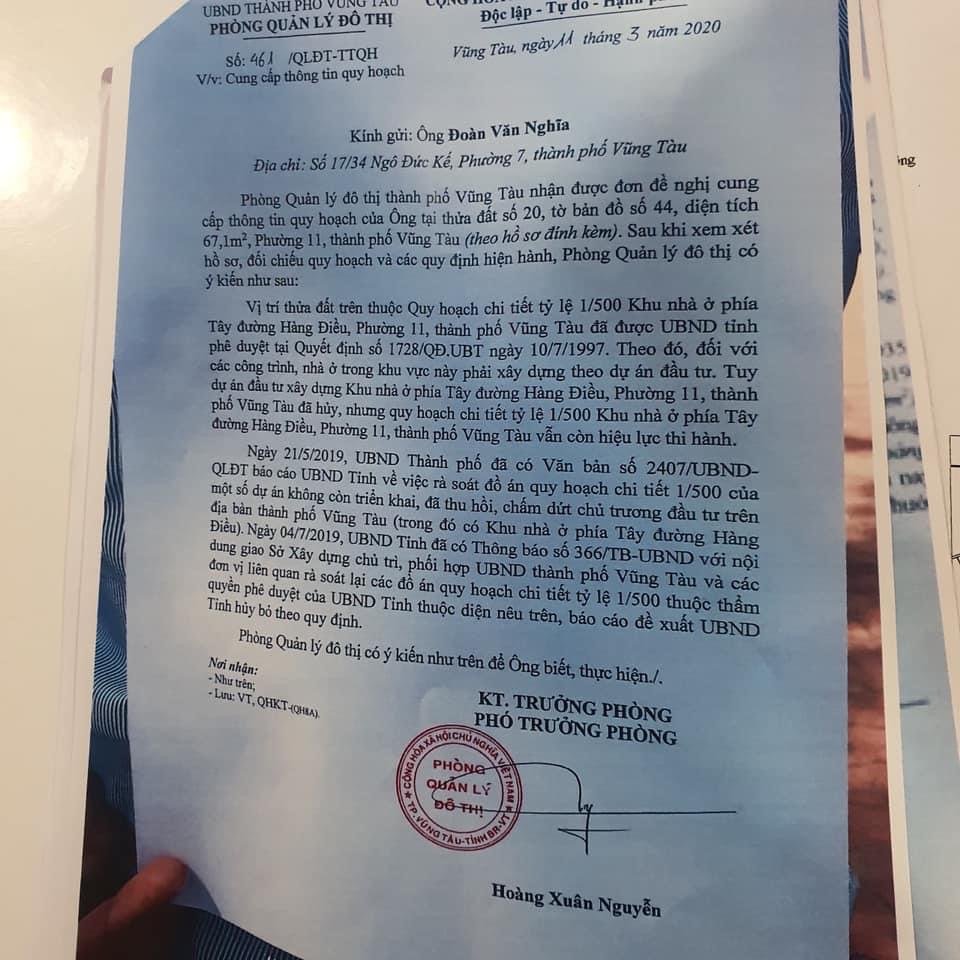 UBND THÀNH PHỐ VŨNG TÀU
PHÒNG QUẢN LÝ ĐÔ THỊ
Độc lập - Tự do - Hạnh
Số: 461 /QLĐT-TTQH
V/v: Cung cấp thông tin quy hoạch
Vũng Tàu, ngày 11 tháng 3 năm 2020
Kính gửi: Ông Đoàn Văn Nghĩa
Địa chỉ: Số 17/34 Ngô Đức Kế, Phường 7, thành phố Vũng Tàu
Phòng Quản lý đô thị thành phố Vũng Tàu nhận được đơn đề nghị cung
cấp thông tin quy hoạch của Ông tại thửa đất số 20, tờ bản đồ số 44, diện tích
67,1m², Phường 11, thành phố Vũng Tàu (theo hồ sơ đính kèm). Sau khi xem xét
hồ sơ, đối chiếu quy hoạch và các quy định hiện hành, Phòng Quản lý đô thị có
ý kiến như sau:
Vị trí thửa đất trên thuộc Quy hoạch chi tiết tỷ lệ 1/500 Khu nhà ở phía
Tây đường Hàng Điều, Phường 11, thành phố Vũng Tàu đã được UBND tỉnh
phê duyệt tại Quyết định số 1728/QĐ.UBT ngày 10/7/1997. Theo đó, đối với
các công trình, nhà ở trong khu vực này phải xây dựng theo dự án đầu tư. Tuy
dự án đầu tư xây dựng Khu nhà ở phía Tây đường Hàng Điều, Phường 11, thành
phố Vũng Tàu đã hủy, nhưng quy hoạch chi tiết tỷ lệ 1/500 Khu nhà ở phía Tây
đường Hàng Điều, Phường 11, thành phố Vũng Tàu vẫn còn hiệu lực thi hành.
Ngày 21/5/2019, UBND Thành phố đã có Văn bản số 2407/UBND-
QLĐT báo cáo UBND Tỉnh về việc rà soát đồ án quy hoạch chi tiết 1/500 của
một số dự án không còn triển khai, đã thu hồi, chấm dứt chủ trương đầu tư trên
địa bàn thành phố Vũng Tàu (trong đó có Khu nhà ở phía Tây đường Hàng
Điều). Ngày 04/7/2019, UBND Tỉnh đã có Thông báo số 366/TB-UBND với nội
dung giao Sở Xây dựng chủ trì, phối hợp UBND thành phố Vũng Tàu và các
đơn vị liên quan rà soát lại các đồ án quy hoạch chi tiết tỷ lệ 1/500 thuộc thẩm
quyền phê duyệt của UBND Tỉnh thuộc diện nêu trên, báo cáo đề xuất UBND
Tỉnh hủy bỏ theo quy định.
Phòng Quản lý đô thị có ý kiến như trên để Ông biết, thực hiện./.
Nơi nhận:
- Như trên;
- Lưu: VT, QHKT-(QH8A).
KT. TRƯỞNG PHÒNG
PHÓ TRƯỞNG PHÒNG
CỘNG HÒA XÃ HỘI CHỦ NGHĨA VIỆT NAM
PHÒNG
QUẢN LÝ
ĐÔ THỊ
TP.VŨNG TÀU-TỈNH BR-VT
Hoàng Xuân Nguyễn